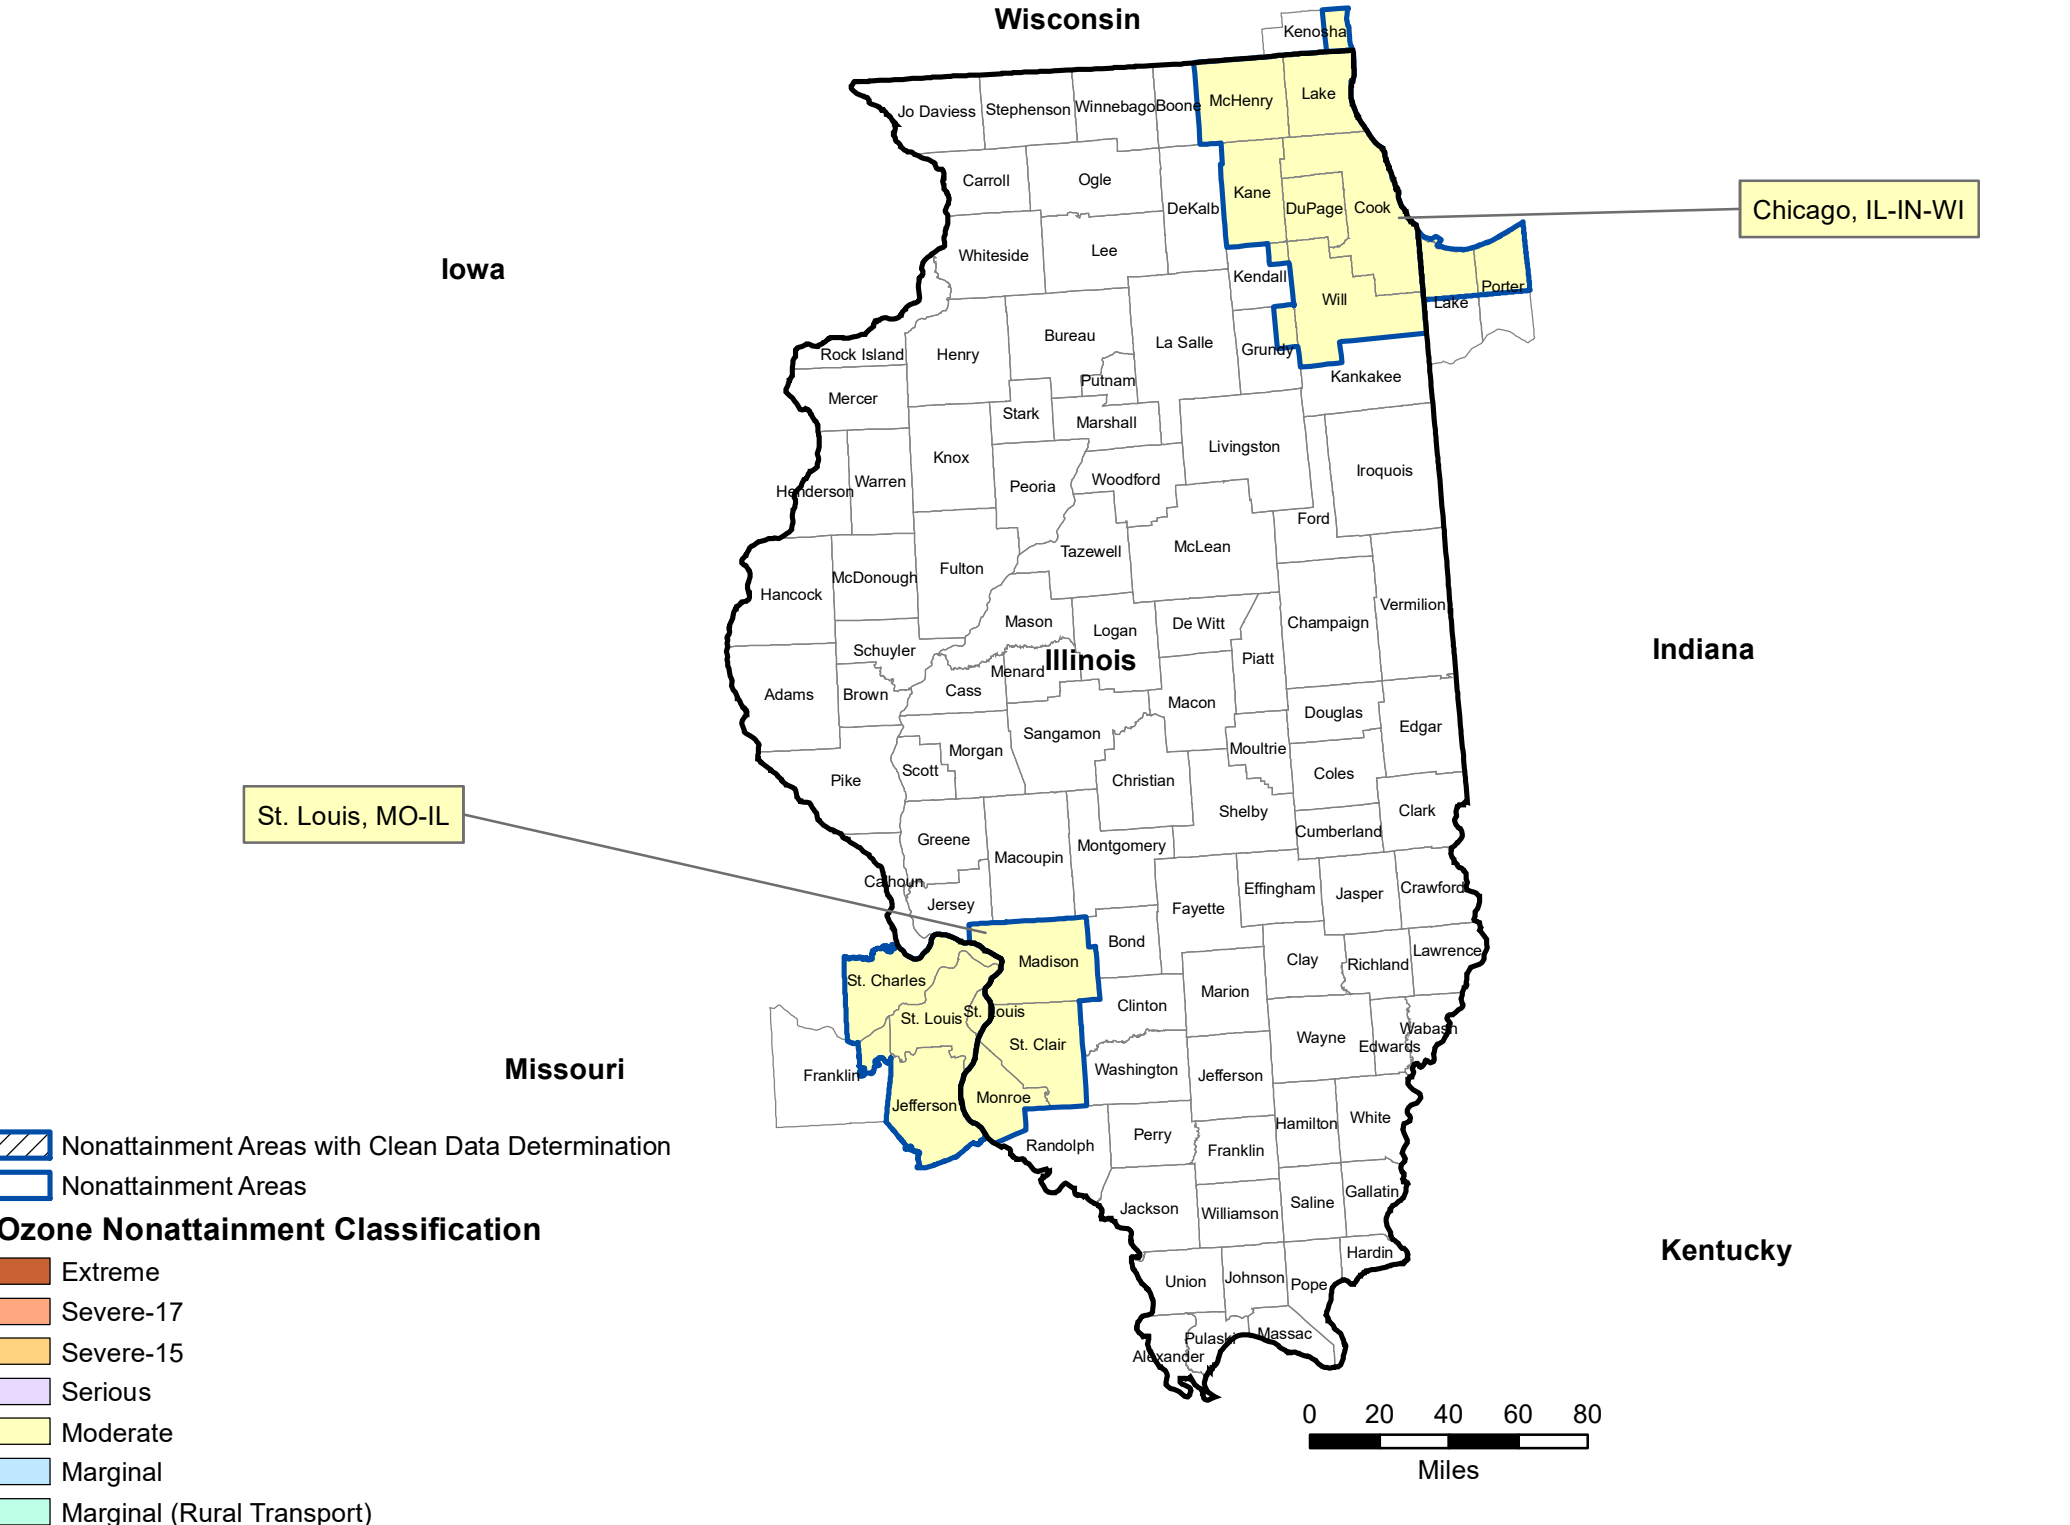 Wisconsin
Kenosha
Jo Daviess
Stephenson
Winnebago
Boone
McHenry
Lake
Carroll
Ogle
DeKalb
Kane
DuPage
Cook
Chicago, IL-IN-WI
Iowa
Whiteside
Lee
Kendall
Will
Lake
Porter
Rock Island
Henry
Bureau
La Salle
Grundy
Putnam
Kankakee
Mercer
Stark
Marshall
Knox
Livingston
Iroquois
Henderson
Warren
Peoria
Woodford
Ford
Tazewell
McLean
Hancock
McDonough
Fulton
Vermilion
Mason
Logan
De Witt
Champaign
Schuyler
Illinois
Piatt
Indiana
Menard
Adams
Brown
Cass
Macon
Douglas
Edgar
Sangamon
Morgan
Moultrie
Pike
Scott
Christian
Coles
St. Louis, MO-IL
Shelby
Clark
Greene
Cumberland
Macoupin
Montgomery
Calhoun
Jersey
Fayette
Effingham
Jasper
Crawford
Bond
Madison
Clay
Richland
Lawrence
St. Charles
Clinton
Marion
St. Louis
St. Louis
St. Clair
Wayne
Edwards
Wabash
Missouri
Franklin
Washington
Jefferson
Jefferson
Monroe
Randolph
Perry
Hamilton
White
Franklin
Jackson
Williamson
Saline
Gallatin
Kentucky
Hardin
Union
Johnson
Pope
Pulaski
Massac
Alexander
Nonattainment Areas with Clean Data Determination
Nonattainment Areas
Ozone Nonattainment Classification
Extreme
Severe-17
Severe-15
Serious
Moderate
Marginal
Marginal (Rural Transport)
0 20 40 60 80
Miles